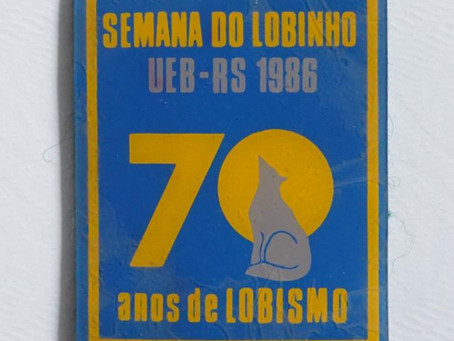 SEMANA DO LOBINHO
UEB-RS 1986
70
anos de LOBISMO